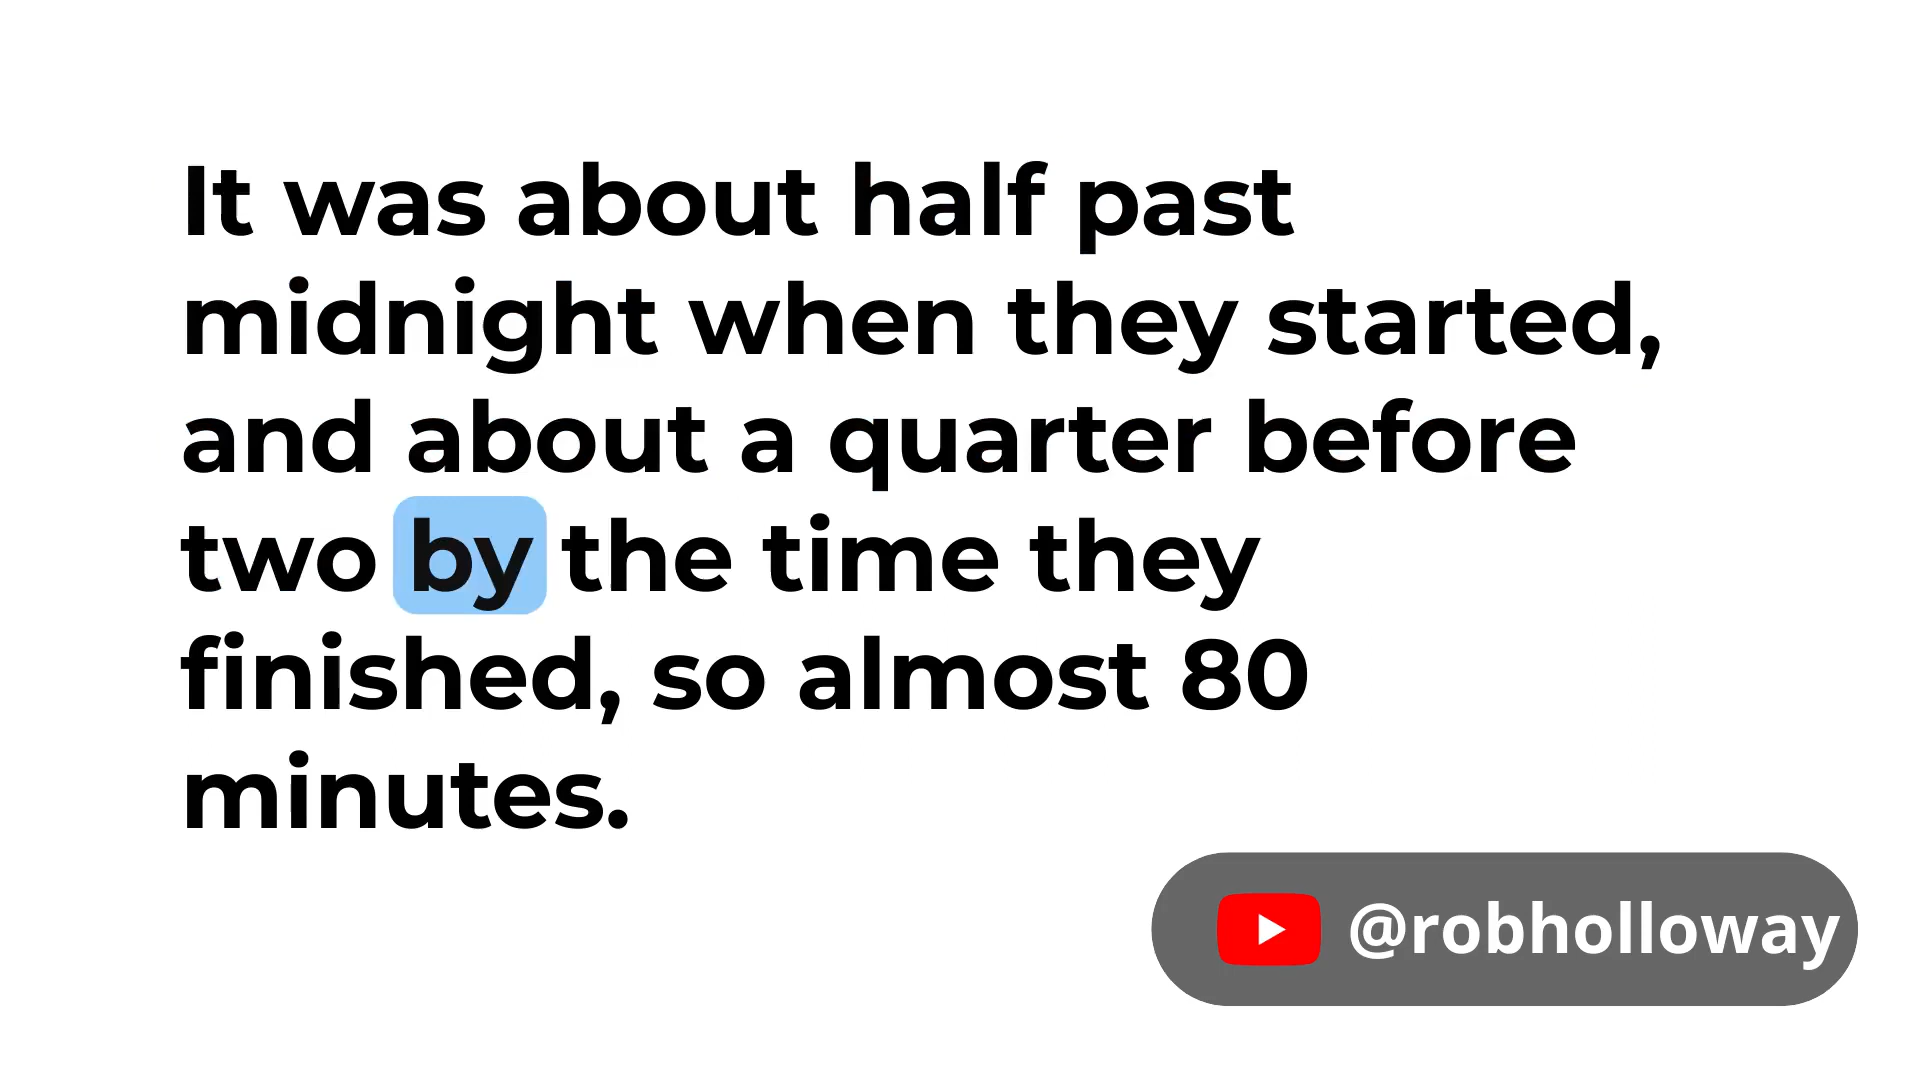 It was about half past
midnight when they started,
and about a quarter before
two by the time they
finished, so almost 80
minutes.
@robholloway